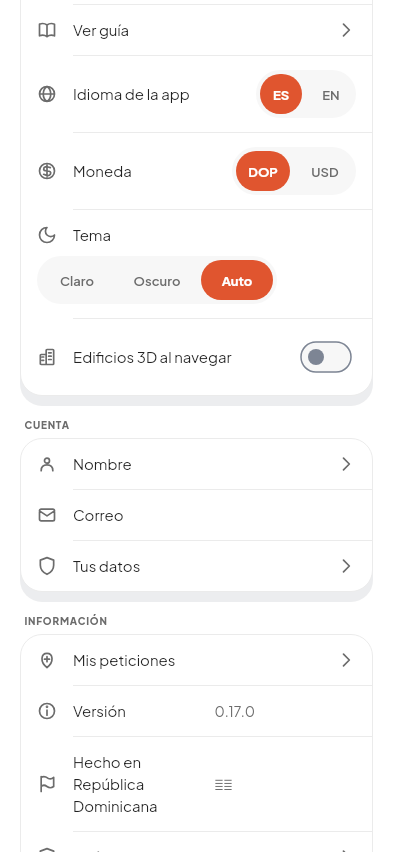 Ver guía
Idioma de la app
ES
EN
Moneda
DOP
USD
Tema
Claro
Oscuro
Auto
Edificios 3D al navegar
CUENTA
Nombre
Correo
Tus datos
INFORMACIÓN
Mis peticiones
Versión
0.17.0
Hecho en
República
Dominicana